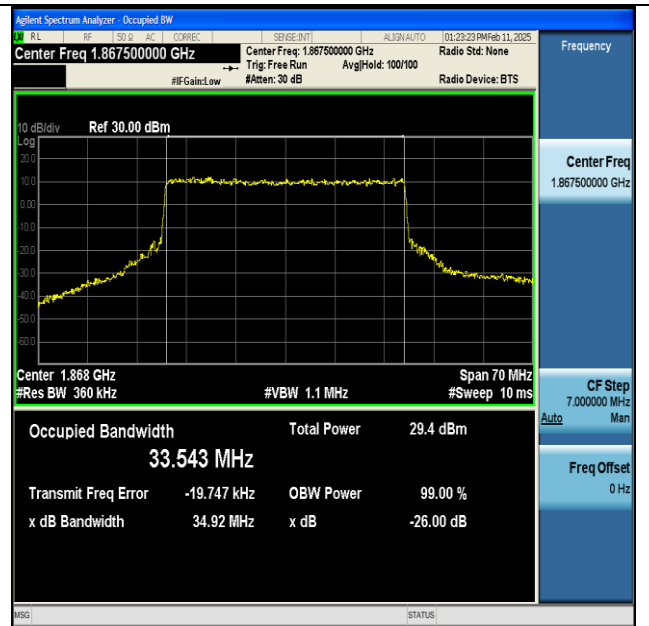 Agilent Spectrum Analyzer - Occupied BW
RL RF 50 Ω AC CORREC SENSE:INT ALIGN AUTO 01:23:23 PM Feb 11, 2025
Center Freq 1.867500000 GHz
Center Freq: 1.867500000 GHz Radio Std: None
Trig: Free Run Avg|Hold: 100/100
#IFGain:Low #Atten: 30 dB Radio Device: BTS
10 dB/div Ref 30.00 dBm
Log
20.0
10.0
0.00
-10.0
-20.0
-30.0
-40.0
-50.0
-60.0
Center 1.868 GHz Span 70 MHz
#Res BW 360 kHz #VBW 1.1 MHz #Sweep 10 ms
Occupied Bandwidth Total Power 29.4 dBm
33.543 MHz
Transmit Freq Error -19.747 kHz OBW Power 99.00 %
x dB Bandwidth 34.92 MHz x dB -26.00 dB
MSG STATUS
Frequency
Center Freq
1.867500000 GHz
CF Step
7.000000 MHz
Auto Man
Freq Offset
0 Hz